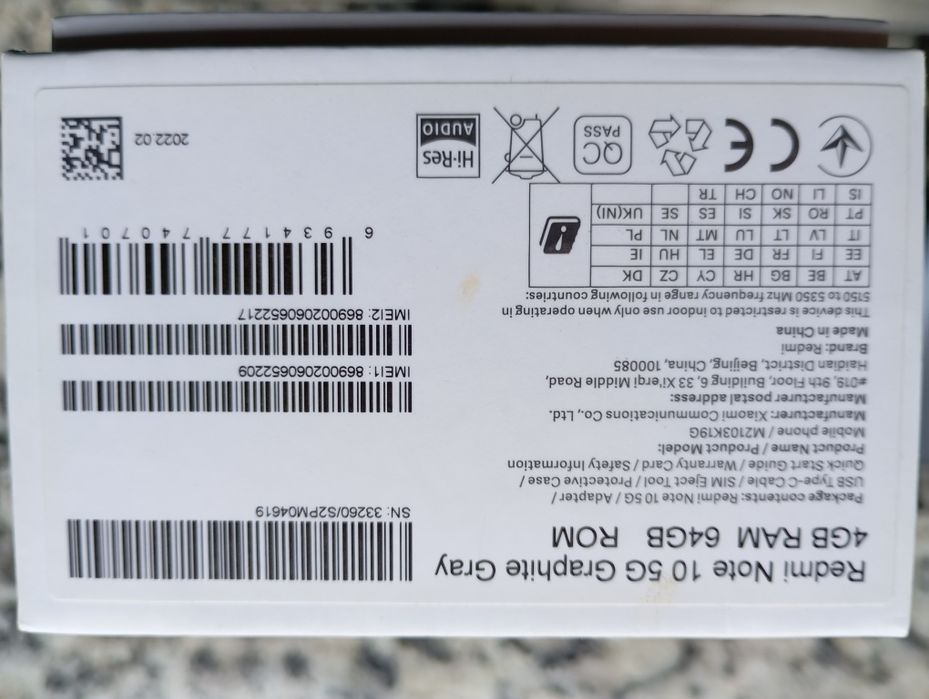 Redmi Note 10 5G Graphite Gray
4GB RAM 64GB ROM
Package contents: Redmi Note 10 5G / Adapter /
USB Type-C Cable / SIM Eject Tool / Protective Case /
Quick Start Guide / Warranty Card / Safety Information
Product Name / Product Model:
Mobile phone / M2103K19G
Manufacturer: Xiaomi Communications Co., Ltd.
Manufacturer postal address:
#019, 9th Floor, Building 6, 33 Xi'erqi Middle Road,
Haidian District, Beijing, China, 100085
Brand: Redmi
Made in China
This device is restricted to indoor use only when operating in
5150 to 5350 Mhz frequency range in following countries:
AT BE BG HR CY CZ DK
EE FI FR DE EL HU IE
IT LV LT LU MT NL PL
PT RO SK SI ES SE UK(NI)
IS LI NO CH TR
CE
QC
PASS
Hi-Res
AUDIO
SN: 33260/S2PM04619
IMEI1: 869002060652209
IMEI2: 869002060652217
6 939177 740701
2022.02